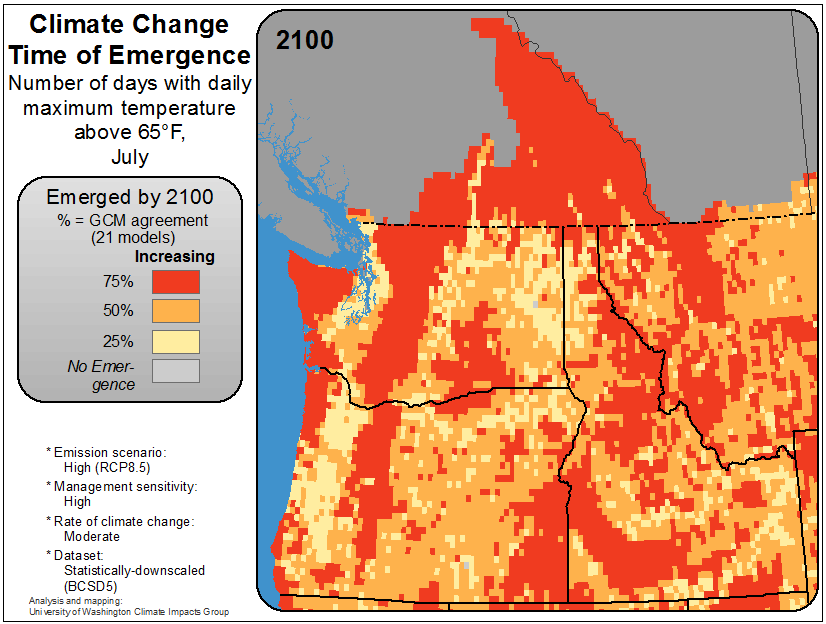 Climate Change
Time of Emergence
Number of days with daily
maximum temperature
above 65°F,
July
2100
Emerged by 2100
% = GCM agreement
(21 models)
Increasing
75%
50%
25%
No Emer-
gence
* Emission scenario:
High (RCP8.5)
* Management sensitivity:
High
* Rate of climate change:
Moderate
* Dataset:
Statistically-downscaled
(BCSD5)
Analysis and mapping:
University of Washington Climate Impacts Group